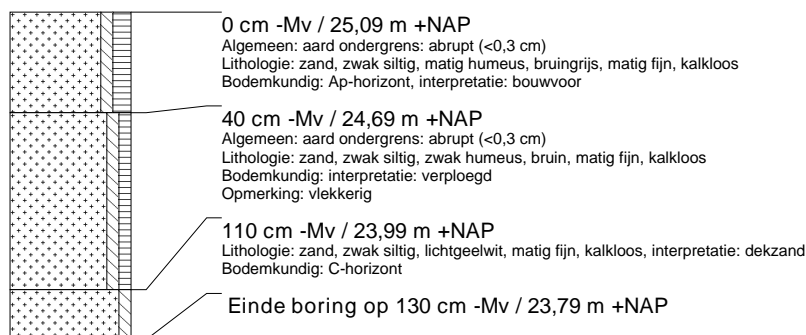 0 cm -Mv / 25,09 m +NAP
Algemeen: aard ondergrens: abrupt (<0,3 cm)
Lithologie: zand, zwak siltig, matig humeus, bruingrijs, matig fijn, kalkloos
Bodemkundig: Ap-horizont, interpretatie: bouwvoor
40 cm -Mv / 24,69 m +NAP
Algemeen: aard ondergrens: abrupt (<0,3 cm)
Lithologie: zand, zwak siltig, zwak humeus, bruin, matig fijn, kalkloos
Bodemkundig: interpretatie: verploegd
Opmerking: vlekkerig
110 cm -Mv / 23,99 m +NAP
Lithologie: zand, zwak siltig, lichtgeelwit, matig fijn, kalkloos, interpretatie: dekzand
Bodemkundig: C-horizont
Einde boring op 130 cm -Mv / 23,79 m +NAP